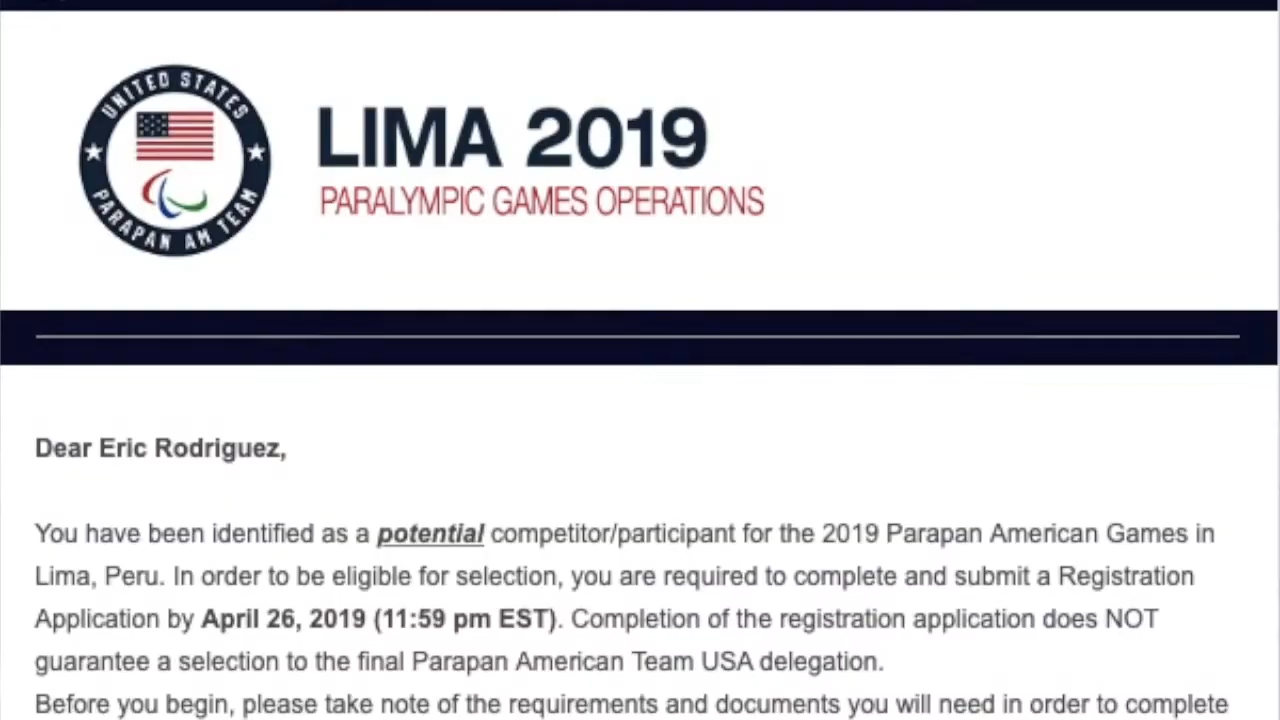 UNITED STATES
PARAPAN AM TEAM
LIMA 2019
PARALYMPIC GAMES OPERATIONS
Dear Eric Rodriguez,
You have been identified as a potential competitor/participant for the 2019 Parapan American Games in
Lima, Peru. In order to be eligible for selection, you are required to complete and submit a Registration
Application by April 26, 2019 (11:59 pm EST). Completion of the registration application does NOT
guarantee a selection to the final Parapan American Team USA delegation.
Before you begin, please take note of the requirements and documents you will need in order to complete